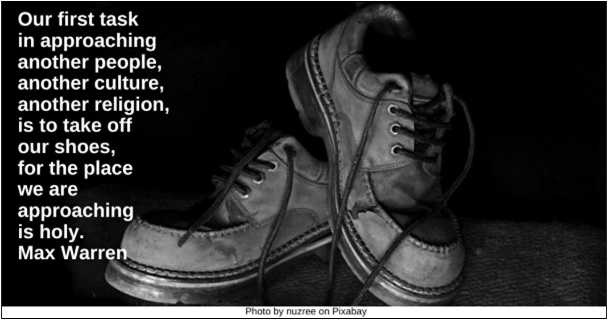 Our first task
in approaching
another people,
another culture,
another religion,
is to take off
our shoes,
for the place
we are
approaching
is holy.
Max Warren
Photo by nuzree on Pixabay